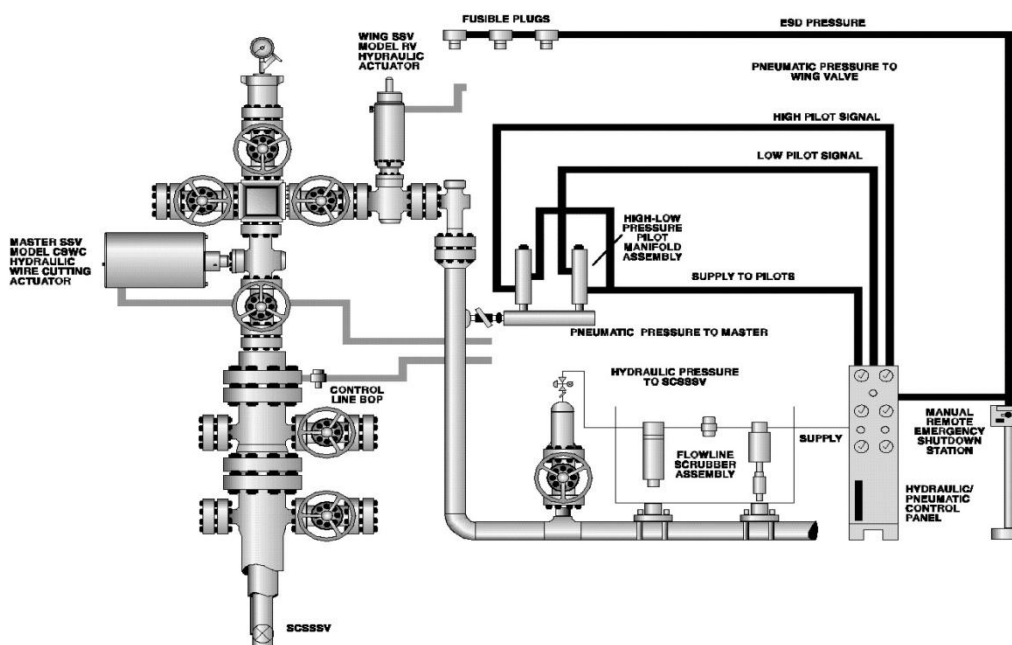 FUSIBLE PLUGS
ESD PRESSURE
WING SSV
MODEL RV
HYDRAULIC
ACTUATOR
PNEUMATIC PRESSURE TO
WING VALVE
HIGH PILOT SIGNAL
LOW PILOT SIGNAL
HIGH-LOW
PRESSURE
PILOT
MANIFOLD
ASSEMBLY
MASTER SSV
MODEL CSWC
HYDRAULIC
WIRE CUTTING
ACTUATOR
SUPPLY TO PILOTS
PNEUMATIC PRESSURE TO MASTER
HYDRAULIC PRESSURE
TO SCSSSV
CONTROL
LINE BOP
SUPPLY
MANUAL
REMOTE
EMERGENCY
SHUTDOWN
STATION
FLOWLINE
SCRUBBER
ASSEMBLY
HYDRAULIC/
PNEUMATIC
CONTROL
PANEL
SCSSSV